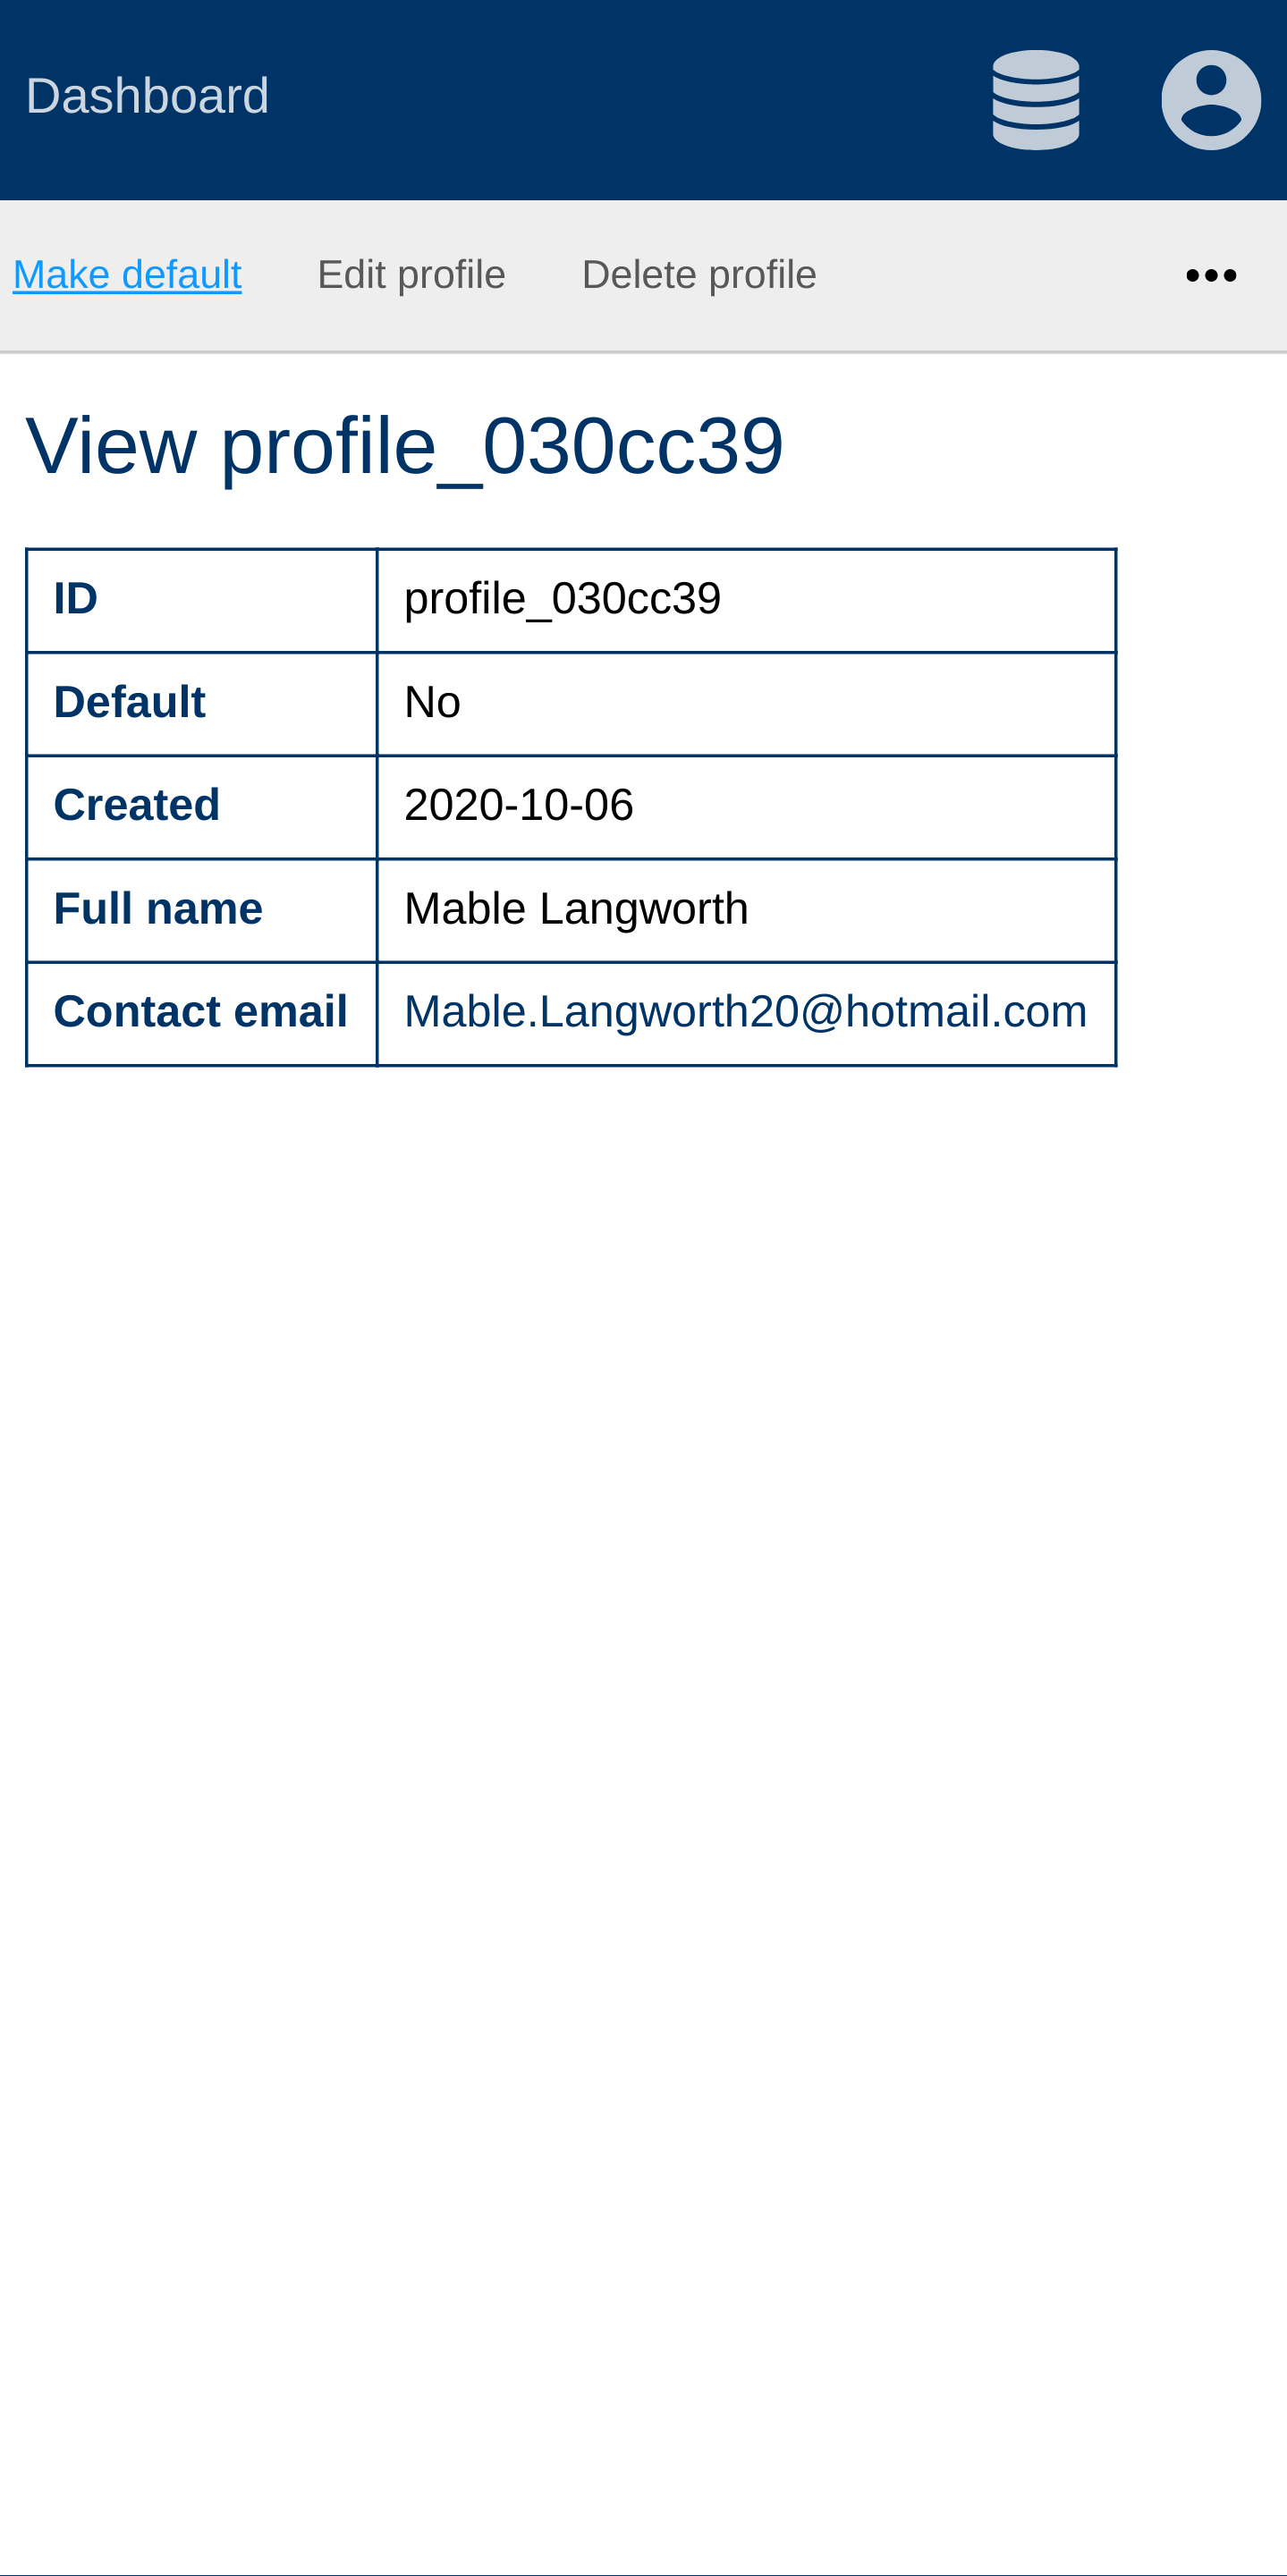 Dashboard
Make default Edit profile Delete profile •••
View profile_030cc39
ID profile_030cc39
Default No
Created 2020-10-06
Full name Mable Langworth
Contact email Mable.Langworth20@hotmail.com